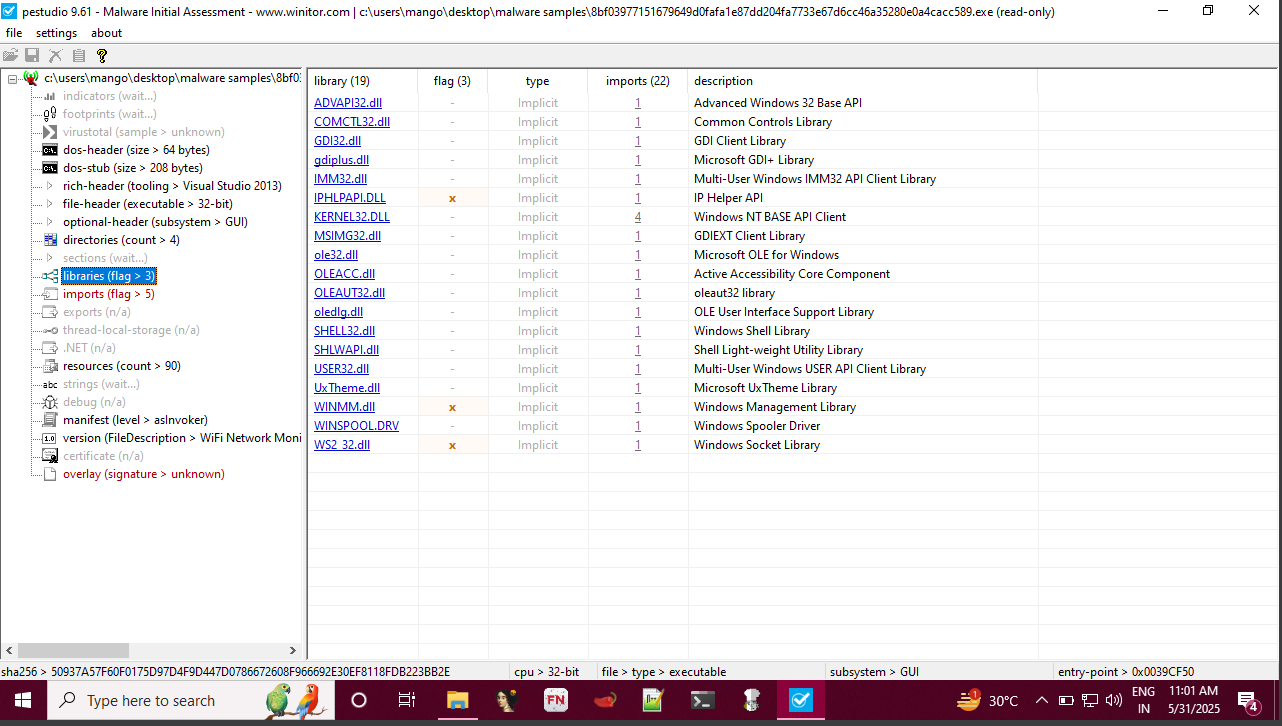 pestudio 9.61 - Malware Initial Assessment - www.winitor.com | c:\users\mango\desktop\malware samples\8bf03977151679649d0fafa1e87dd204fa7733e67d6cc46a35280e0a4cacc589.exe (read-only)
file settings about
c:\users\mango\desktop\malware samples\8bf03
indicators (wait...)
footprints (wait...)
virustotal (sample > unknown)
dos-header (size > 64 bytes)
dos-stub (size > 208 bytes)
rich-header (tooling > Visual Studio 2013)
file-header (executable > 32-bit)
optional-header (subsystem > GUI)
directories (count > 4)
sections (wait...)
libraries (flag > 3)
imports (flag > 5)
exports (n/a)
thread-local-storage (n/a)
.NET (n/a)
resources (count > 90)
abc strings (wait...)
debug (n/a)
manifest (level > asInvoker)
1.0 version (FileDescription > WiFi Network Moni
certificate (n/a)
overlay (signature > unknown)
library (19) flag (3) type imports (22) description
ADVAPI32.dll - Implicit 1 Advanced Windows 32 Base API
COMCTL32.dll - Implicit 1 Common Controls Library
GDI32.dll - Implicit 1 GDI Client Library
gdiplus.dll - Implicit 1 Microsoft GDI+ Library
IMM32.dll - Implicit 1 Multi-User Windows IMM32 API Client Library
IPHLPAPI.DLL x Implicit 1 IP Helper API
KERNEL32.DLL - Implicit 4 Windows NT BASE API Client
MSIMG32.dll - Implicit 1 GDIEXT Client Library
ole32.dll - Implicit 1 Microsoft OLE for Windows
OLEACC.dll - Implicit 1 Active Accessibility Core Component
OLEAUT32.dll - Implicit 1 oleaut32 library
oledlg.dll - Implicit 1 OLE User Interface Support Library
SHELL32.dll - Implicit 1 Windows Shell Library
SHLWAPI.dll - Implicit 1 Shell Light-weight Utility Library
USER32.dll - Implicit 1 Multi-User Windows USER API Client Library
UxTheme.dll - Implicit 1 Microsoft UxTheme Library
WINMM.dll x Implicit 1 Windows Management Library
WINSPOOL.DRV - Implicit 1 Windows Spooler Driver
WS2_32.dll x Implicit 1 Windows Socket Library
sha256 > 50937A57F60F0175D97D4F9D447D0786672608F966692E30EF8118FDB223BB2E cpu > 32-bit file > type > executable subsystem > GUI entry-point > 0x0039CF50
Type here to search FN 1 30°C ENG IN 11:01 AM 5/31/2025 4